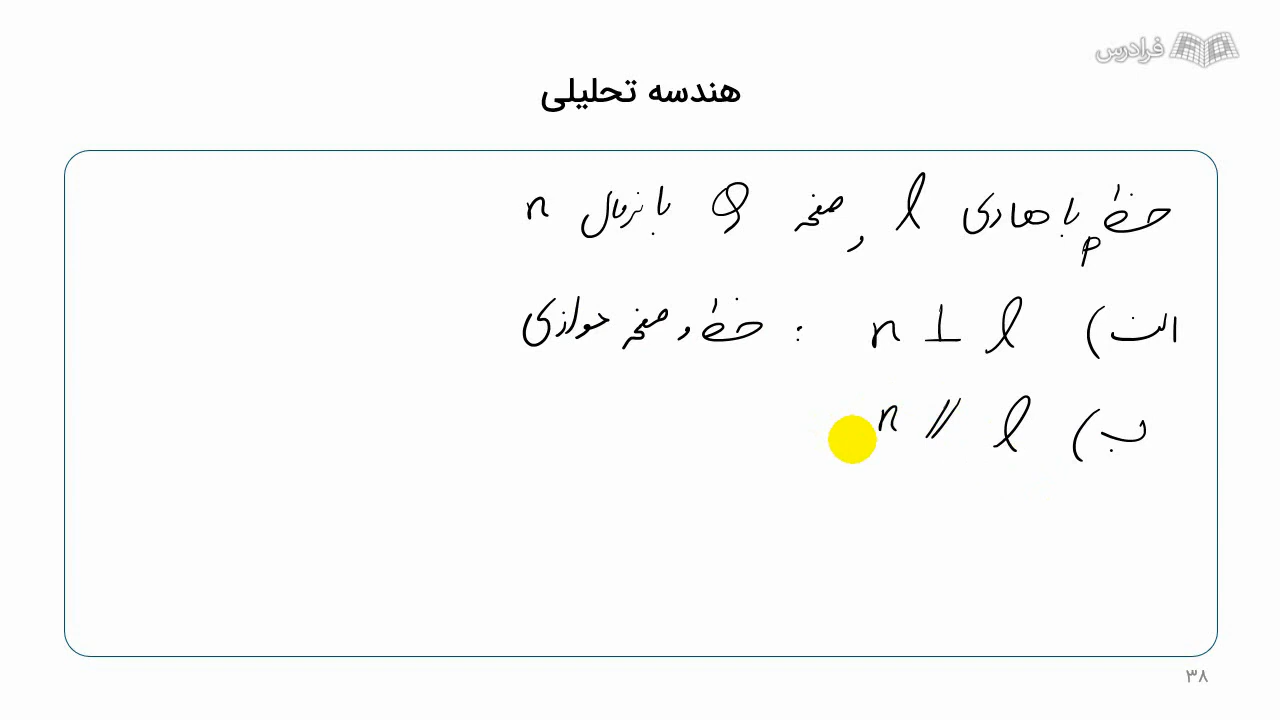 فرادرس
هندسه تحلیلی
خط p با هادی l و صفحه Q با نرمال n
الف) n ⊥ l : خط و صفحه موازی
ب) l // n
۳۸